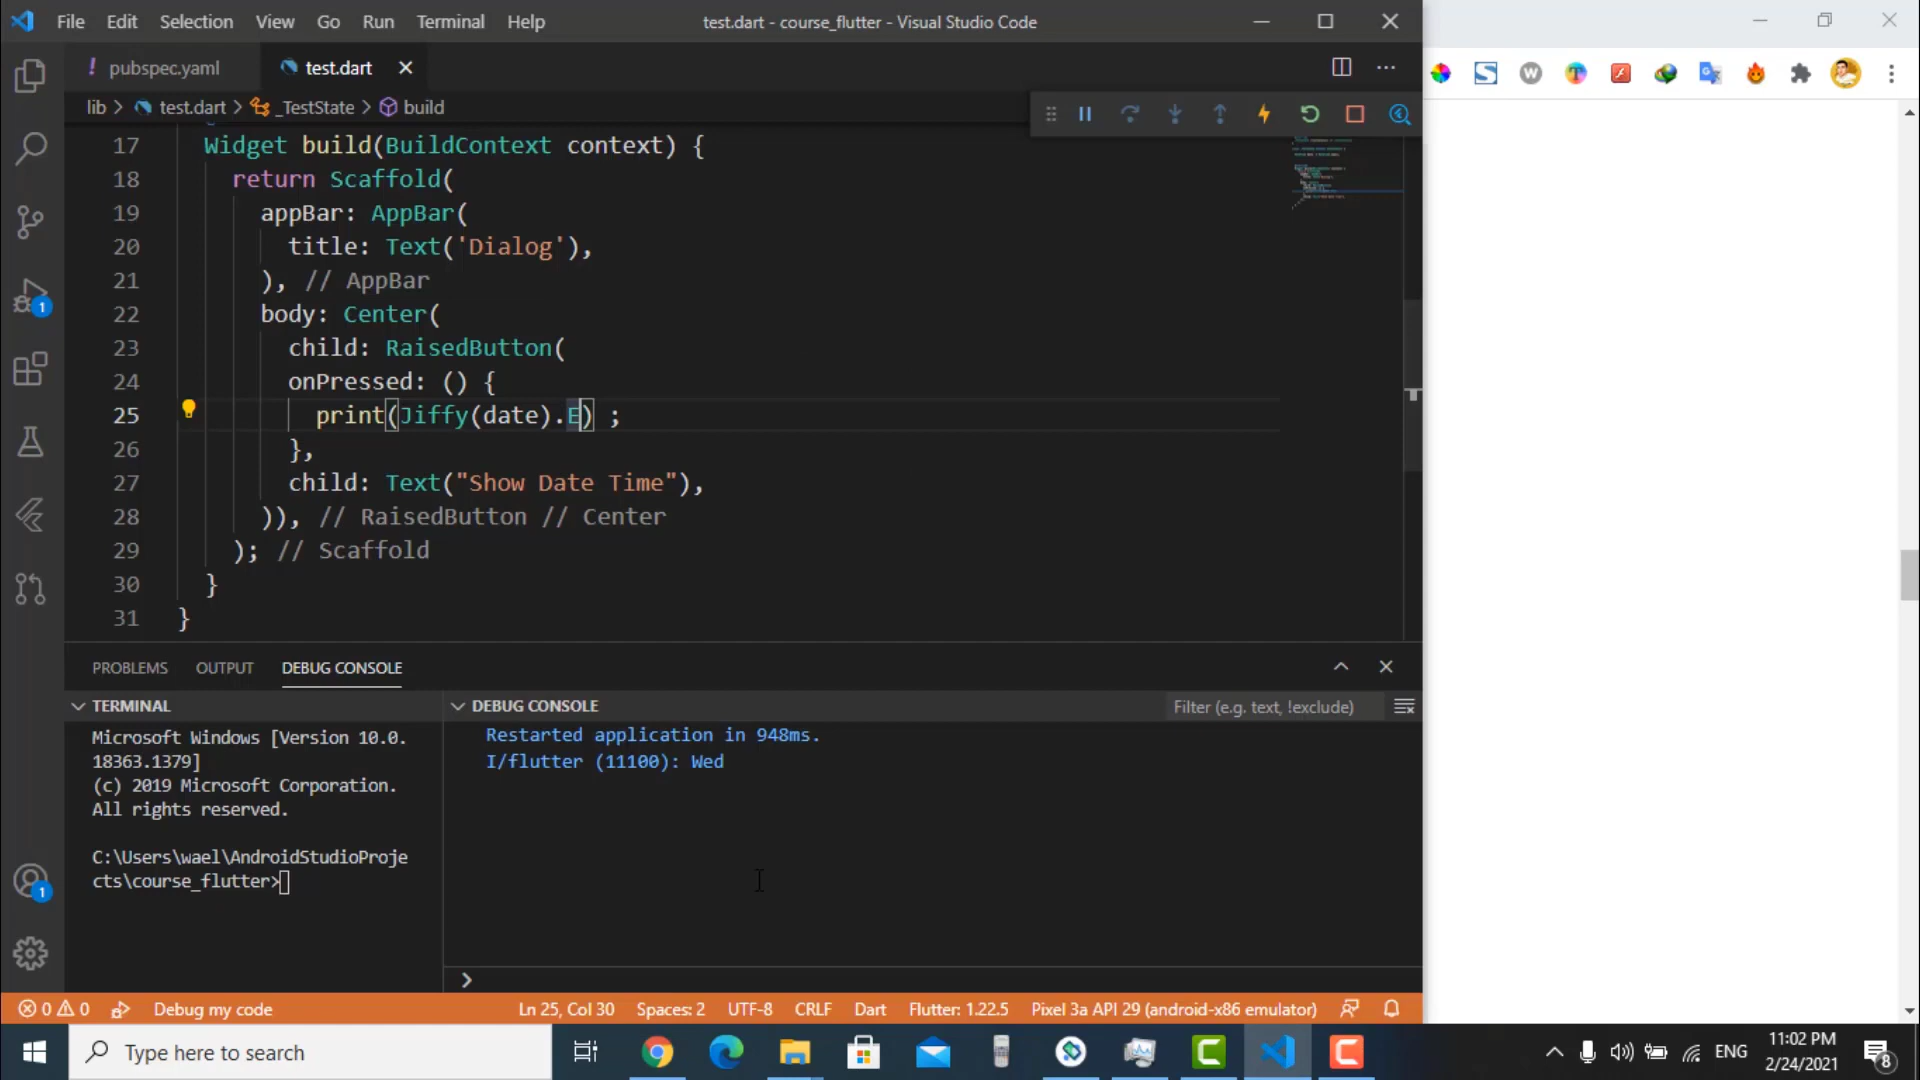 File Edit Selection View Go Run Terminal Help
test.dart - course_flutter - Visual Studio Code
! pubspec.yaml
test.dart
lib > test.dart > _TestState > build
17 Widget build(BuildContext context) {
18 return Scaffold(
19 appBar: AppBar(
20 title: Text('Dialog'),
21 ), // AppBar
22 body: Center(
23 child: RaisedButton(
24 onPressed: () {
25 print(Jiffy(date).E) ;
26 },
27 child: Text("Show Date Time"),
28 )), // RaisedButton // Center
29 ); // Scaffold
30 }
31 }
PROBLEMS OUTPUT DEBUG CONSOLE
TERMINAL
Microsoft Windows [Version 10.0.
18363.1379]
(c) 2019 Microsoft Corporation.
All rights reserved.
C:\Users\wael\AndroidStudioProje
cts\course_flutter>
DEBUG CONSOLE
Filter (e.g. text, !exclude)
Restarted application in 948ms.
I/flutter (11100): Wed
1
1
0 0 Debug my code
Ln 25, Col 30 Spaces: 2 UTF-8 CRLF Dart Flutter: 1.22.5 Pixel 3a API 29 (android-x86 emulator)
Type here to search
ENG
11:02 PM
2/24/2021
8